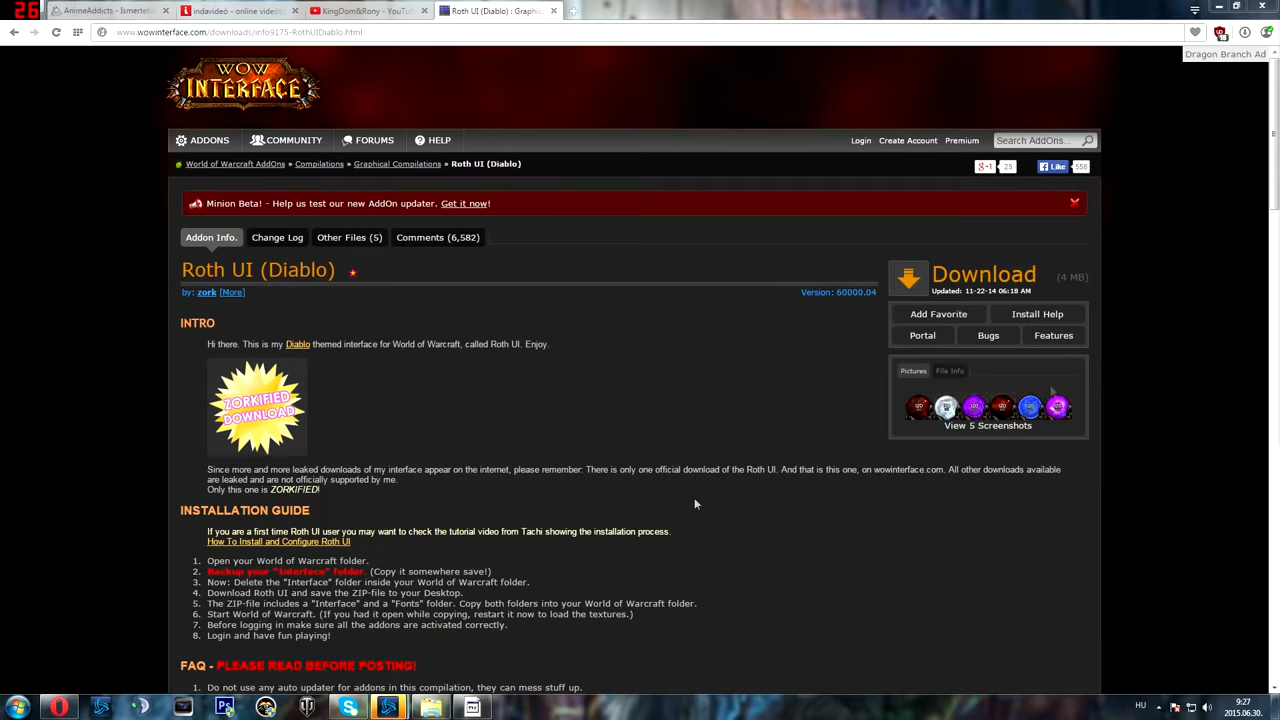 26
AnimeAddicts - Ismertete
indavideó - online videótá
KingDom&Rony - YouTub
Roth UI (Diablo) : Graphic
www.wowinterface.com/downloads/info9175-RothUIDiablo.html
Dragon Branch Ad
WOW
INTERFACE
ADDONS COMMUNITY FORUMS HELP
Login Create Account Premium Search AddOns...
World of Warcraft AddOns » Compilations » Graphical Compilations » Roth UI (Diablo)
g+1 25 Like 558
Minion Beta! - Help us test our new AddOn updater. Get it now!
Addon Info. Change Log Other Files (5) Comments (6,582)
Roth UI (Diablo)
Download (4 MB)
Updated: 11-22-14 06:18 AM
by: zork [More] Version: 60000.04
Add Favorite Install Help
Portal Bugs Features
INTRO
Hi there. This is my Diablo themed interface for World of Warcraft, called Roth UI. Enjoy.
Pictures File Info
View 5 Screenshots
ZORKIFIED
DOWNLOAD
Since more and more leaked downloads of my interface appear on the internet, please remember: There is only one official download of the Roth UI. And that is this one, on wowinterface.com. All other downloads available
are leaked and are not officially supported by me.
Only this one is ZORKIFIED!
INSTALLATION GUIDE
If you are a first time Roth UI user you may want to check the tutorial video from Tachi showing the installation process.
How To Install and Configure Roth UI
1. Open your World of Warcraft folder.
2. Backup your "Interface" folder. (Copy it somewhere save!)
3. Now: Delete the "Interface" folder inside your World of Warcraft folder.
4. Download Roth UI and save the ZIP-file to your Desktop.
5. The ZIP-file includes a "Interface" and a "Fonts" folder. Copy both folders into your World of Warcraft folder.
6. Start World of Warcraft. (If you had it open while copying, restart it now to load the textures.)
7. Before logging in make sure all the addons are activated correctly.
8. Login and have fun playing!
FAQ - PLEASE READ BEFORE POSTING!
1. Do not use any auto updater for addons in this compilation, they can mess stuff up.
HU 9:27
2015.06.30.